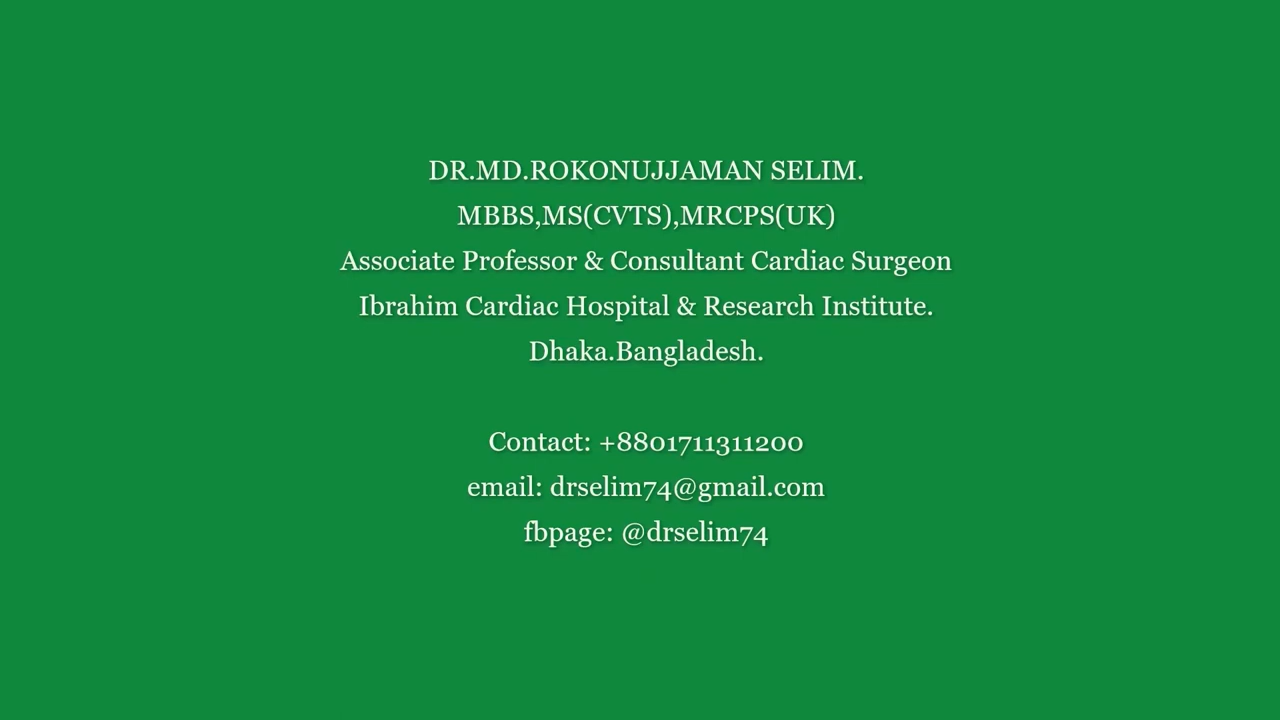 DR.MD.ROKONUJJAMAN SELIM.
MBBS,MS(CVTS),MRCPS(UK)
Associate Professor & Consultant Cardiac Surgeon
Ibrahim Cardiac Hospital & Research Institute.
Dhaka.Bangladesh.
Contact: +8801711311200
email: drselim74@gmail.com
fbpage: @drselim74